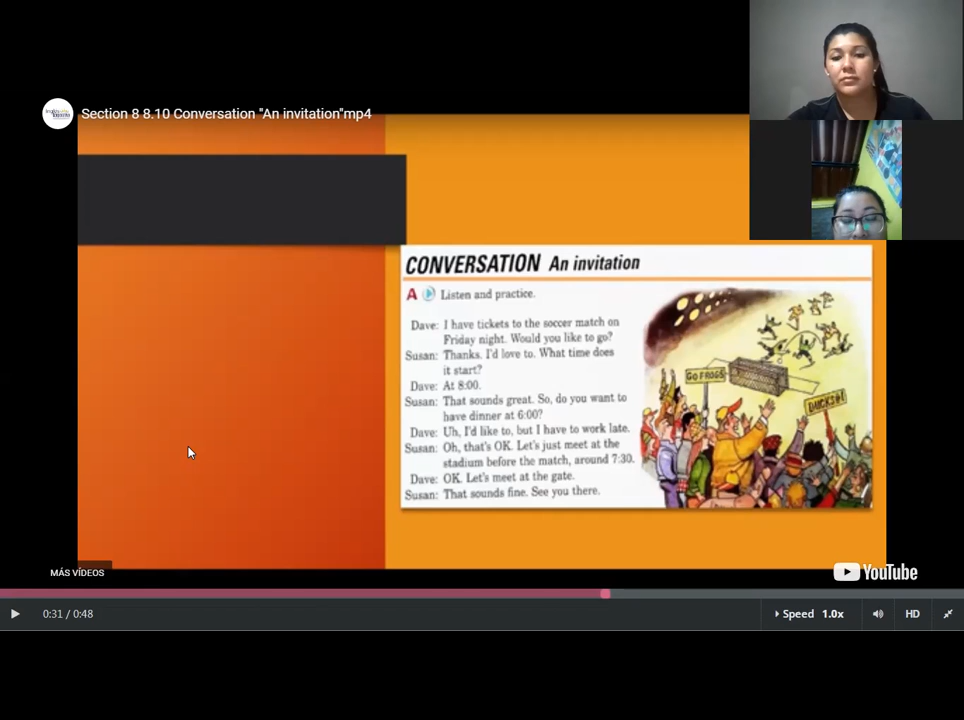 Section 8 8.10 Conversation "An invitation"mp4
CONVERSATION An invitation
A Listen and practice.
Dave: I have tickets to the soccer match on
Friday night. Would you like to go?
Susan: Thanks. I'd love to. What time does
it start?
Dave: At 8:00.
Susan: That sounds great. So, do you want to
have dinner at 6:00?
Dave: Uh, I'd like to, but I have to work late.
Susan: Oh, that's OK. Let's just meet at the
stadium before the match, around 7:30.
Dave: OK. Let's meet at the gate.
Susan: That sounds fine. See you there.
GO FROGS
MÁS VÍDEOS
YouTube
0:31 / 0:48
Speed 1.0x
HD